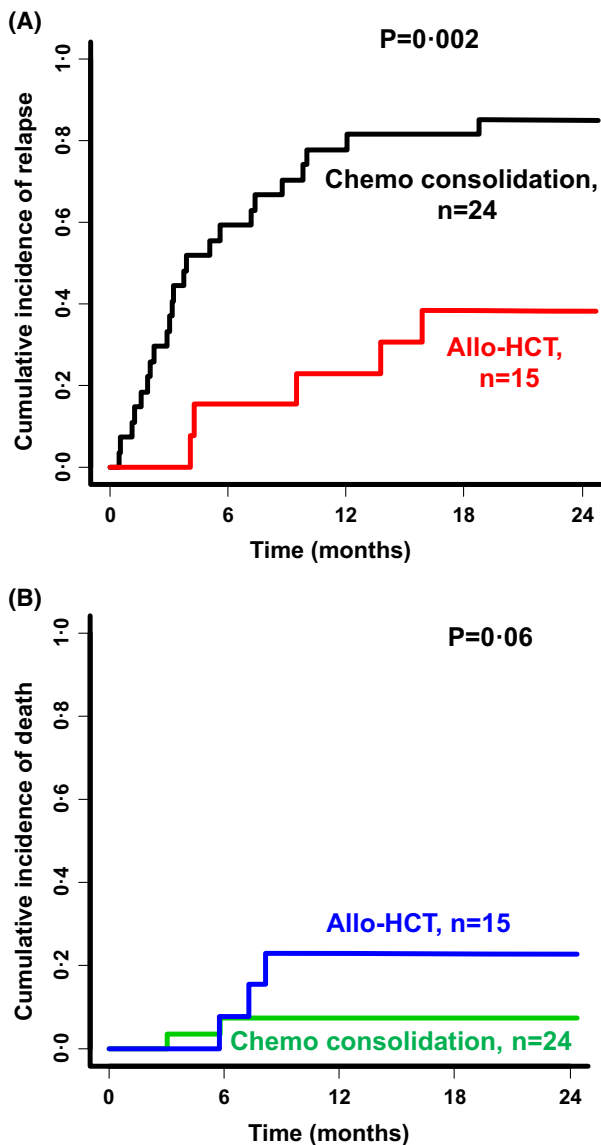 (A)
P=0·002
Cumulative incidence of relapse
1·0
0·8
0·6
0·4
0·2
0·0
Chemo consolidation,
n=24
Allo-HCT,
n=15
0 6 12 18 24
Time (months)
(B)
P=0·06
Cumulative incidence of death
1·0
0·8
0·6
0·4
0·2
0·0
Allo-HCT, n=15
Chemo consolidation, n=24
0 6 12 18 24
Time (months)